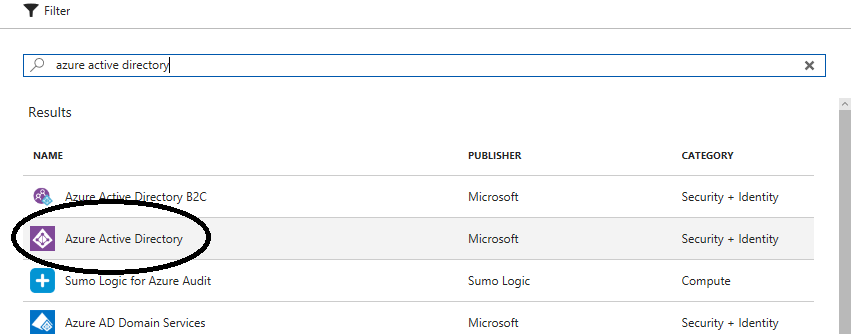 Filter
azure active directory
Results
NAME PUBLISHER CATEGORY
Azure Active Directory B2C Microsoft Security + Identity
Azure Active Directory Microsoft Security + Identity
Sumo Logic for Azure Audit Sumo Logic Compute
Azure AD Domain Services Microsoft Security + Identity